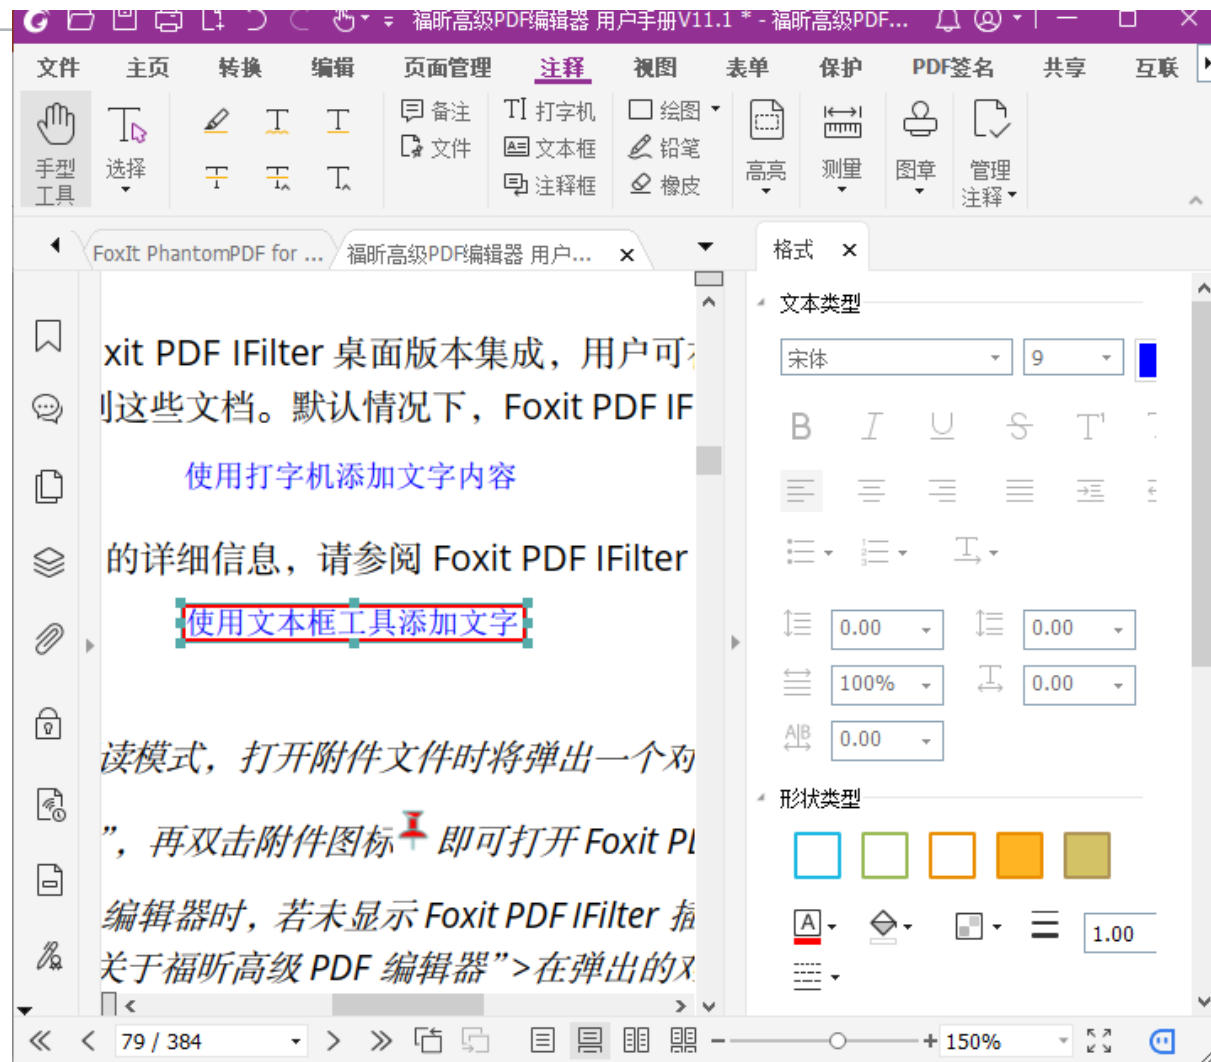 福昕高级PDF编辑器 用户手册V11.1 * - 福昕高级PDF...
文件 主页 转换 编辑 页面管理 注释 视图 表单 保护 PDF签名 共享 互联
手型工具
选择
备注
文件
打字机
文本框
注释框
绘图
铅笔
橡皮
高亮
测量
图章
管理注释
FoxIt PhantomPDF for ...
福昕高级PDF编辑器 用户...
格式
xit PDF IFilter 桌面版本集成，用户可
这些文档。默认情况下，Foxit PDF IF
使用打字机添加文字内容
的详细信息，请参阅 Foxit PDF IFilter
使用文本框工具添加文字
读模式，打开附件文件时将弹出一个对
”，再双击附件图标 即可打开 Foxit P
编辑器时，若未显示 Foxit PDF IFilter 插
关于福昕高级 PDF 编辑器”>在弹出的对
文本类型
宋体 9
0.00 0.00
100% 0.00
0.00
形状类型
1.00
79 / 384
150%